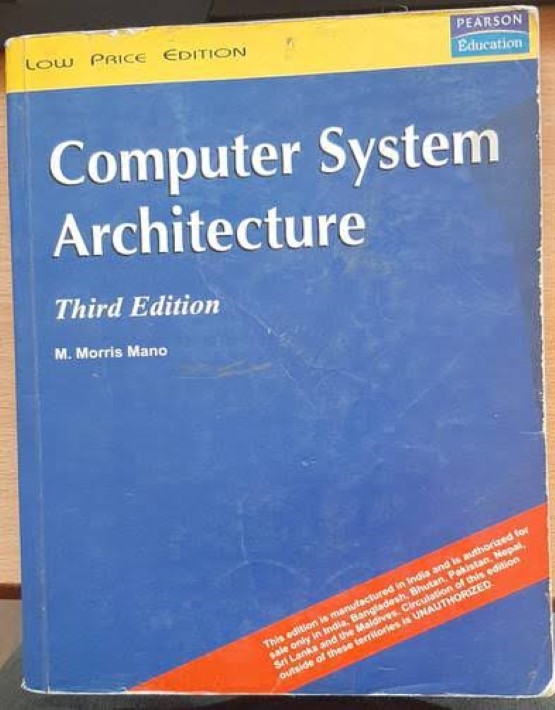 PEARSON
Education
LOW PRICE EDITION
Computer System
Architecture
Third Edition
M. Morris Mano
This edition is manufactured in India and is authorized for
sale only in India, Bangladesh, Bhutan, Pakistan, Nepal,
Sri Lanka and the Maldives. Circulation of this edition
outside of these territories is UNAUTHORIZED.